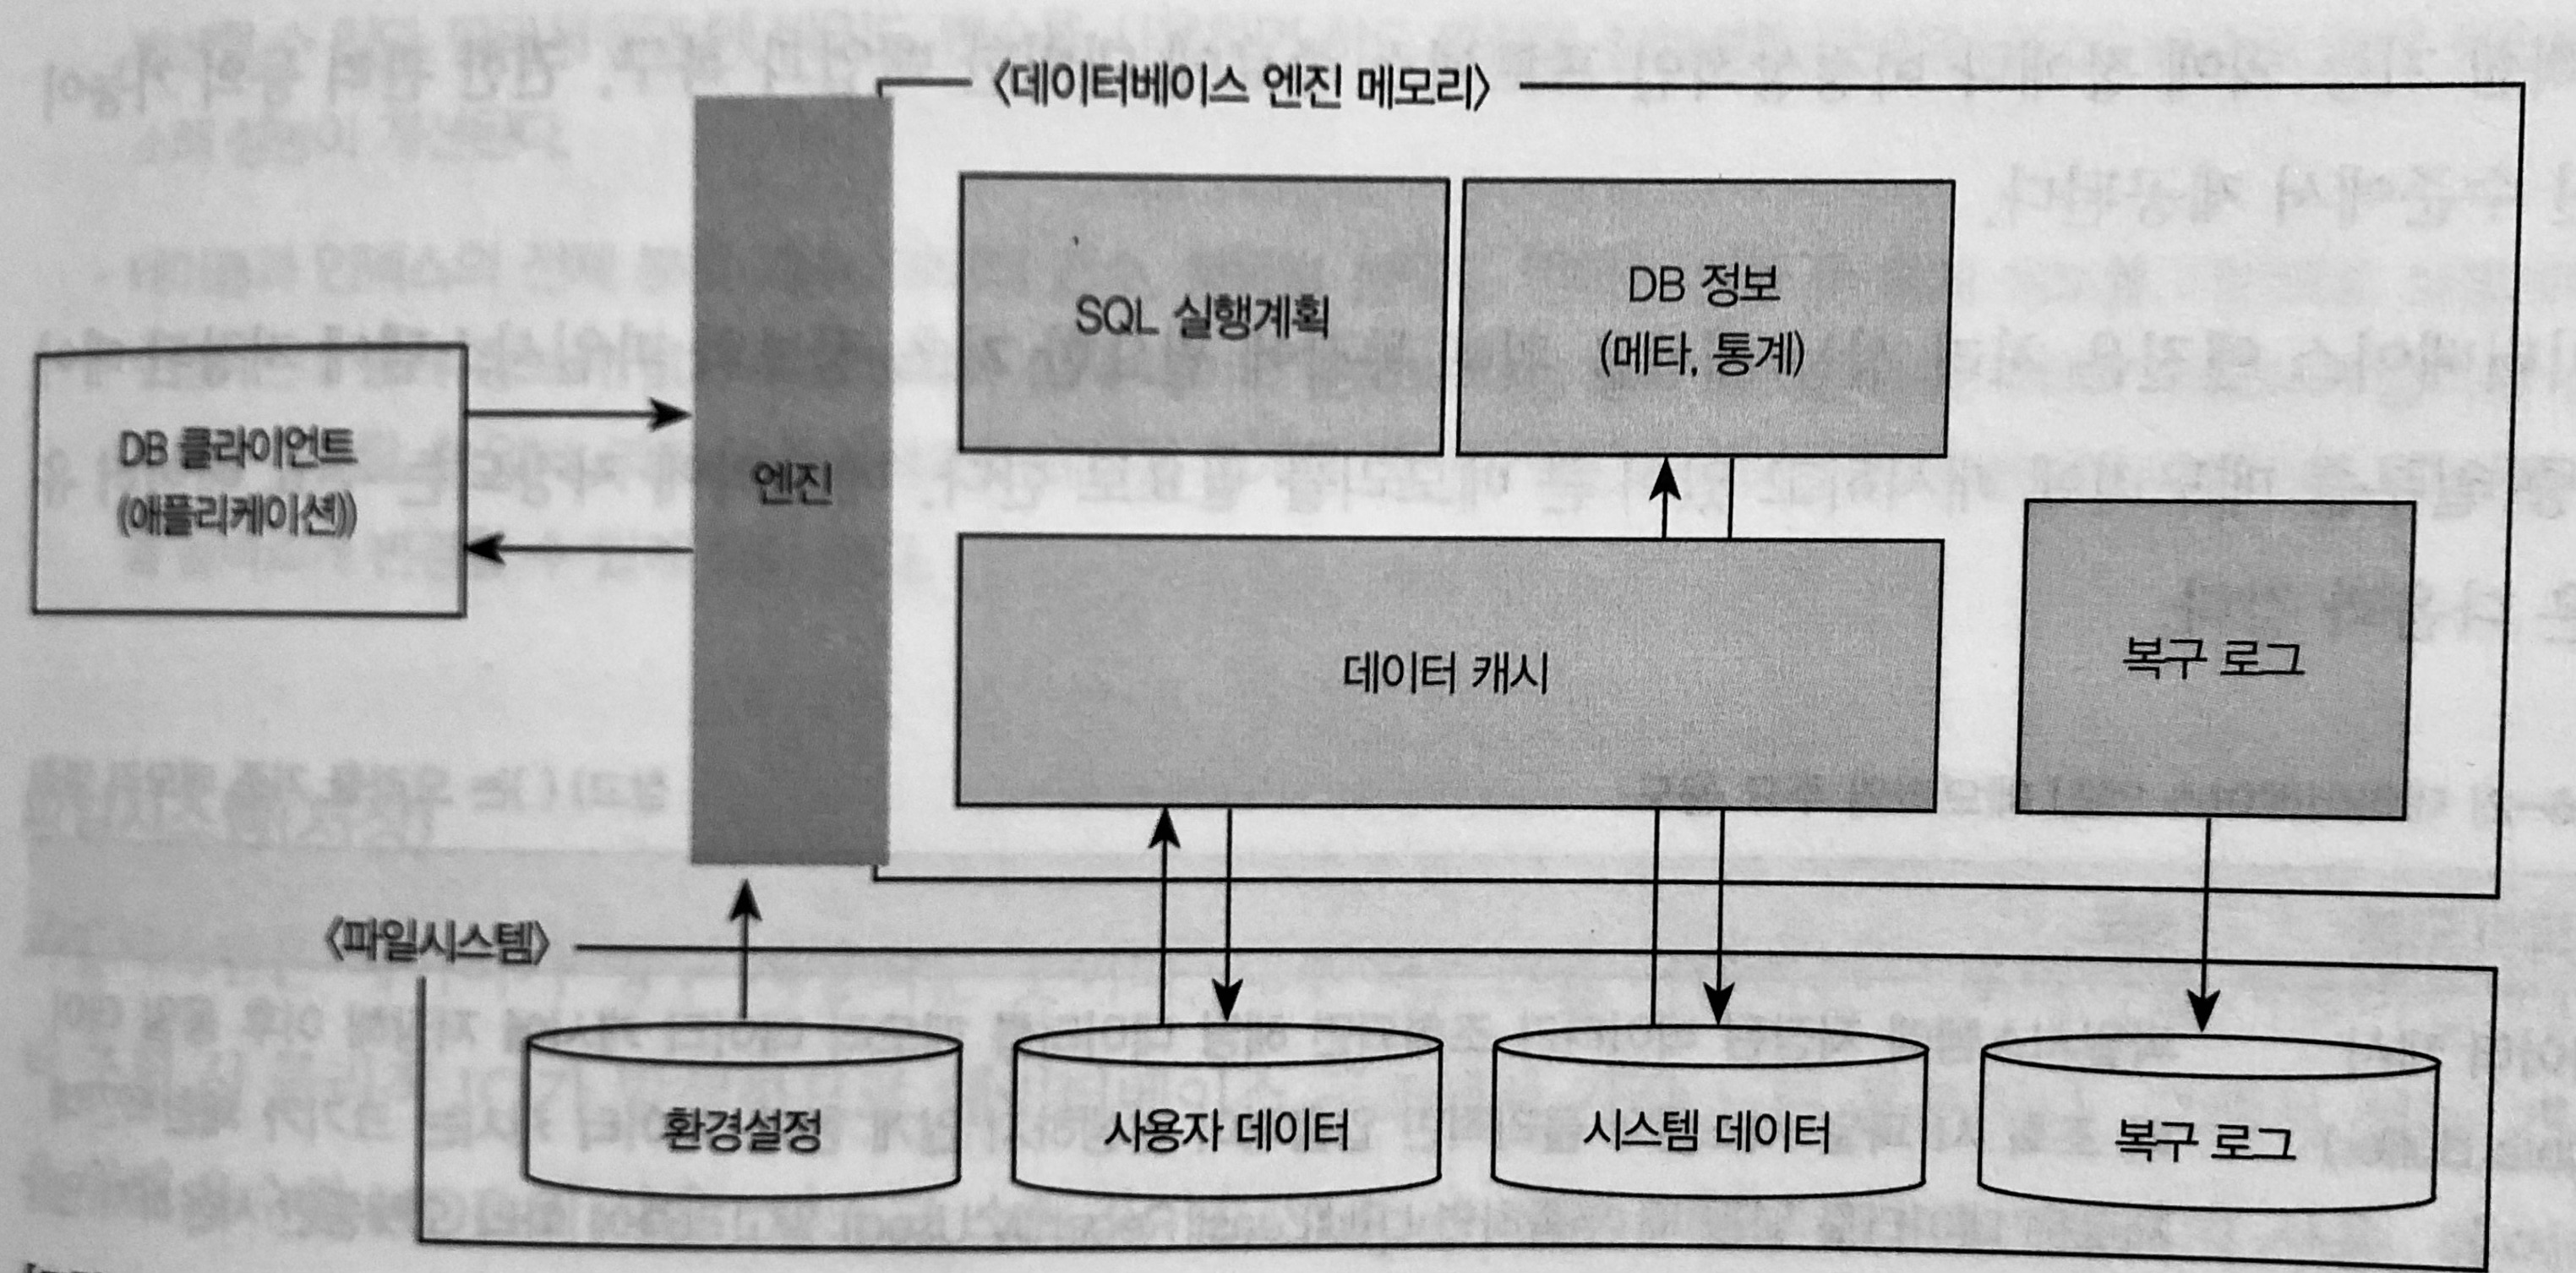 〈데이터베이스 엔진 메모리〉
SQL 실행계획
DB 정보
(메타, 통계)
DB 클라이언트
(애플리케이션))
엔진
데이터 캐시
복구 로그
〈파일시스템〉
환경설정
사용자 데이터
시스템 데이터
복구 로그